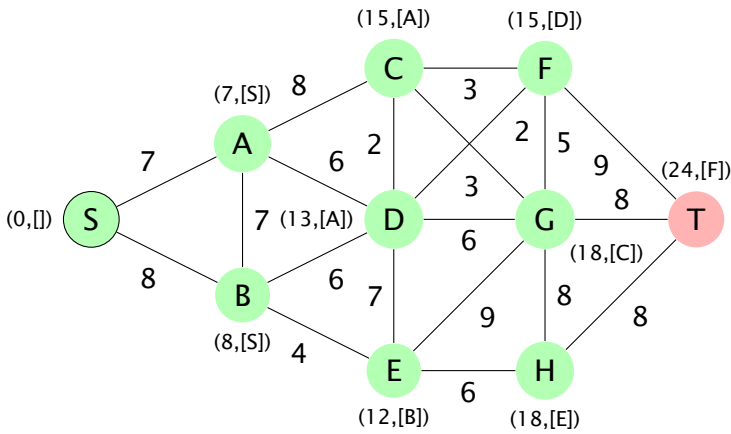 (15,[A])
(15,[D])
C
F
8
3
(7,[S])
A
2
2
5
9
(24,[F])
7
6
3
8
(0,[])
S
7
(13,[A])
D
G
T
6
(18,[C])
8
6
7
8
B
9
8
(8,[S])
4
E
H
6
(12,[B])
(18,[E])